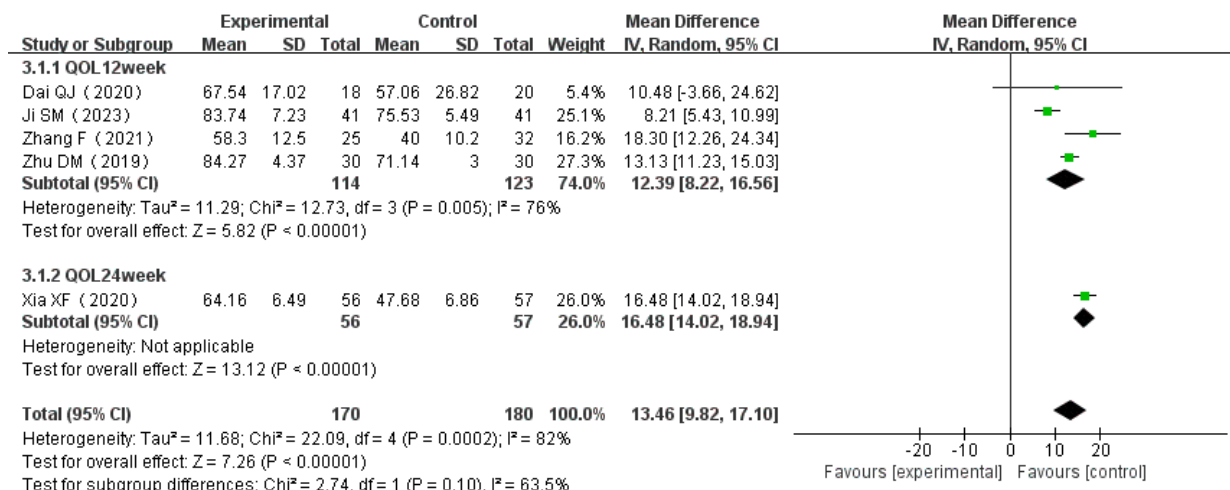 Experimental Control Mean Difference Mean Difference
Study or Subgroup Mean SD Total Mean SD Total Weight IV, Random, 95% CI IV, Random, 95% CI
3.1.1 QOL12week
Dai QJ (2020) 67.54 17.02 18 57.06 26.82 20 5.4% 10.48 [-3.66, 24.62]
Ji SM (2023) 83.74 7.23 41 75.53 5.49 41 25.1% 8.21 [5.43, 10.99]
Zhang F (2021) 58.3 12.5 25 40 10.2 32 16.2% 18.30 [12.26, 24.34]
Zhu DM (2019) 84.27 4.37 30 71.14 3 30 27.3% 13.13 [11.23, 15.03]
Subtotal (95% CI) 114 123 74.0% 12.39 [8.22, 16.56]
Heterogeneity: Tau² = 11.29; Chi² = 12.73, df = 3 (P = 0.005); I² = 76%
Test for overall effect: Z = 5.82 (P < 0.00001)
3.1.2 QOL24week
Xia XF (2020) 64.16 6.49 56 47.68 6.86 57 26.0% 16.48 [14.02, 18.94]
Subtotal (95% CI) 56 57 26.0% 16.48 [14.02, 18.94]
Heterogeneity: Not applicable
Test for overall effect: Z = 13.12 (P < 0.00001)
Total (95% CI) 170 180 100.0% 13.46 [9.82, 17.10]
Heterogeneity: Tau² = 11.68; Chi² = 22.09, df = 4 (P = 0.0002); I² = 82%
Test for overall effect: Z = 7.26 (P < 0.00001)
Test for subgroup differences: Chi² = 2.74, df = 1 (P = 0.10), I² = 63.5%
-20 -10 0 10 20
Favours [experimental] Favours [control]